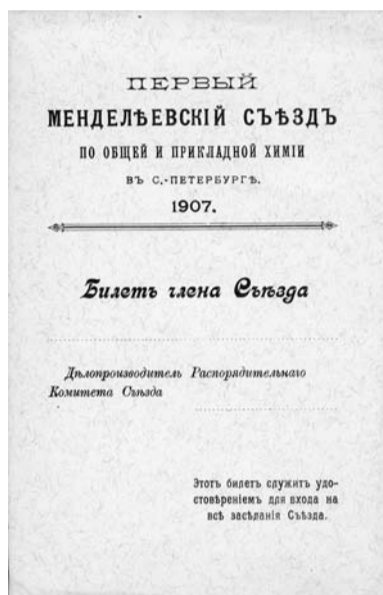 ПЕРВЫЙ
МЕНДЕЛѢЕВСКІЙ СЪѢЗДЪ
ПО ОБЩЕЙ И ПРИКЛАДНОЙ ХИМІИ
ВЪ С.-ПЕТЕРБУРГѢ.
1907.
Билетъ члена Съѣзда
Дѣлопроизводитель Распорядительнаго
Комитета Съѣзда
Этотъ билетъ служитъ удо-
стовѣреніемъ для входа на
всѣ засѣданія Съѣзда.